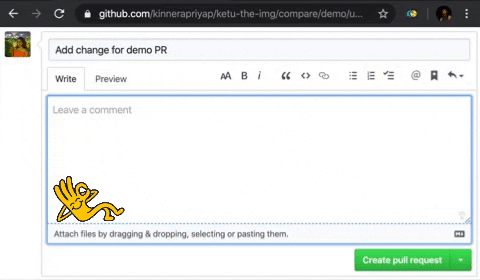 github.com/kinnerapriyap/ketu-the-img/compare/demo/u...
Add change for demo PR
Write Preview AA B i
Leave a comment
Attach files by dragging & dropping, selecting or pasting them.
Create pull request